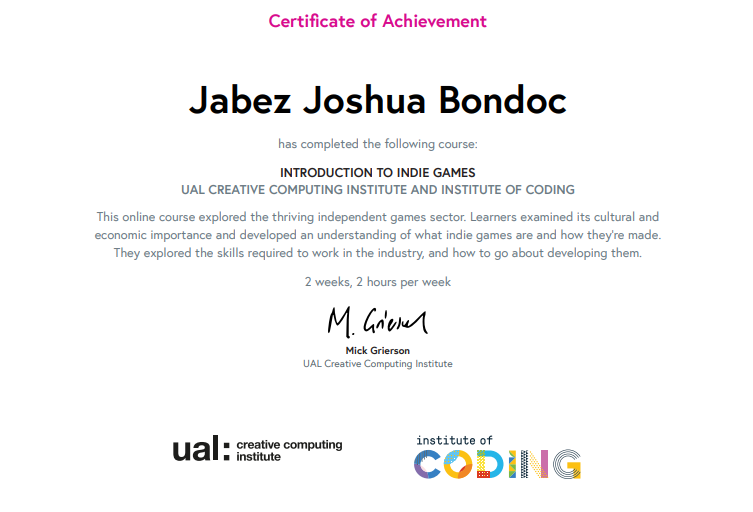 Certificate of Achievement
Jabez Joshua Bondoc
has completed the following course:
INTRODUCTION TO INDIE GAMES
UAL CREATIVE COMPUTING INSTITUTE AND INSTITUTE OF CODING
This online course explored the thriving independent games sector. Learners examined its cultural and
economic importance and developed an understanding of what indie games are and how they're made.
They explored the skills required to work in the industry, and how to go about developing them.
2 weeks, 2 hours per week
M. Grierson
Mick Grierson
UAL Creative Computing Institute
ual: creative computing
institute
institute of
CODING